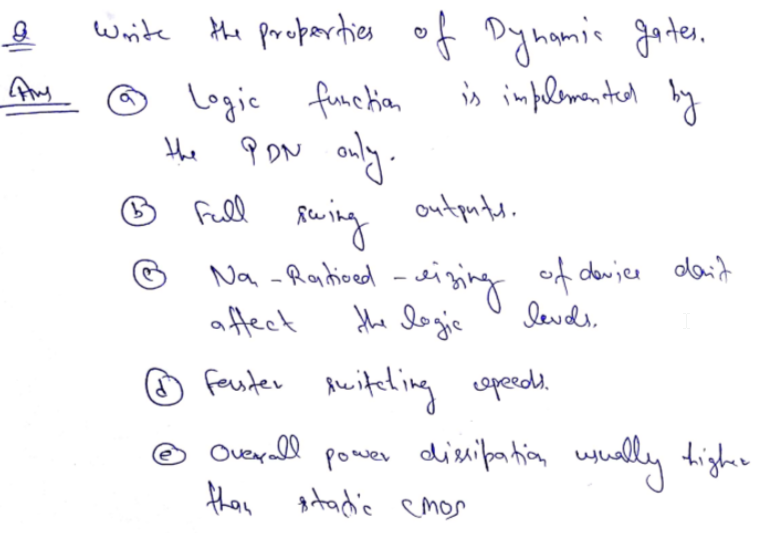 Q Write the properties of Dynamic gates.
Ans (a) Logic function is implemented by
the PDN only.
(b) Full swing outputs.
(c) Non-Ratioed - sizing of device don't
affect the logic levels.
(d) Faster switching speeds.
(e) Overall power dissipation usually higher
than static CMOS